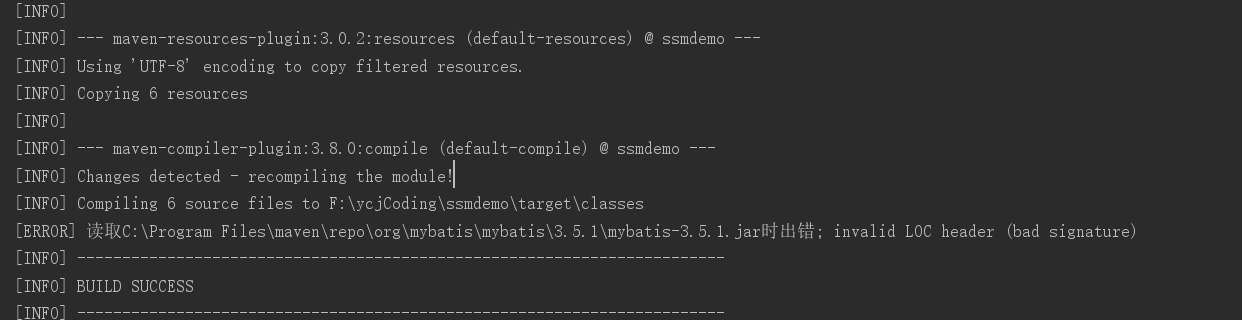 [INFO]
[INFO] --- maven-resources-plugin:3.0.2:resources (default-resources) @ ssmdemo ---
[INFO] Using 'UTF-8' encoding to copy filtered resources.
[INFO] Copying 6 resources
[INFO]
[INFO] --- maven-compiler-plugin:3.8.0:compile (default-compile) @ ssmdemo ---
[INFO] Changes detected - recompiling the module!
[INFO] Compiling 6 source files to F:\ycjCoding\ssmdemo\target\classes
[ERROR] 读取C:\Program Files\maven\repo\org\mybatis\mybatis\3.5.1\mybatis-3.5.1.jar时出错; invalid LOC header (bad signature)
[INFO] ------------------------------------------------------------------------
[INFO] BUILD SUCCESS
[INFO] ------------------------------------------------------------------------